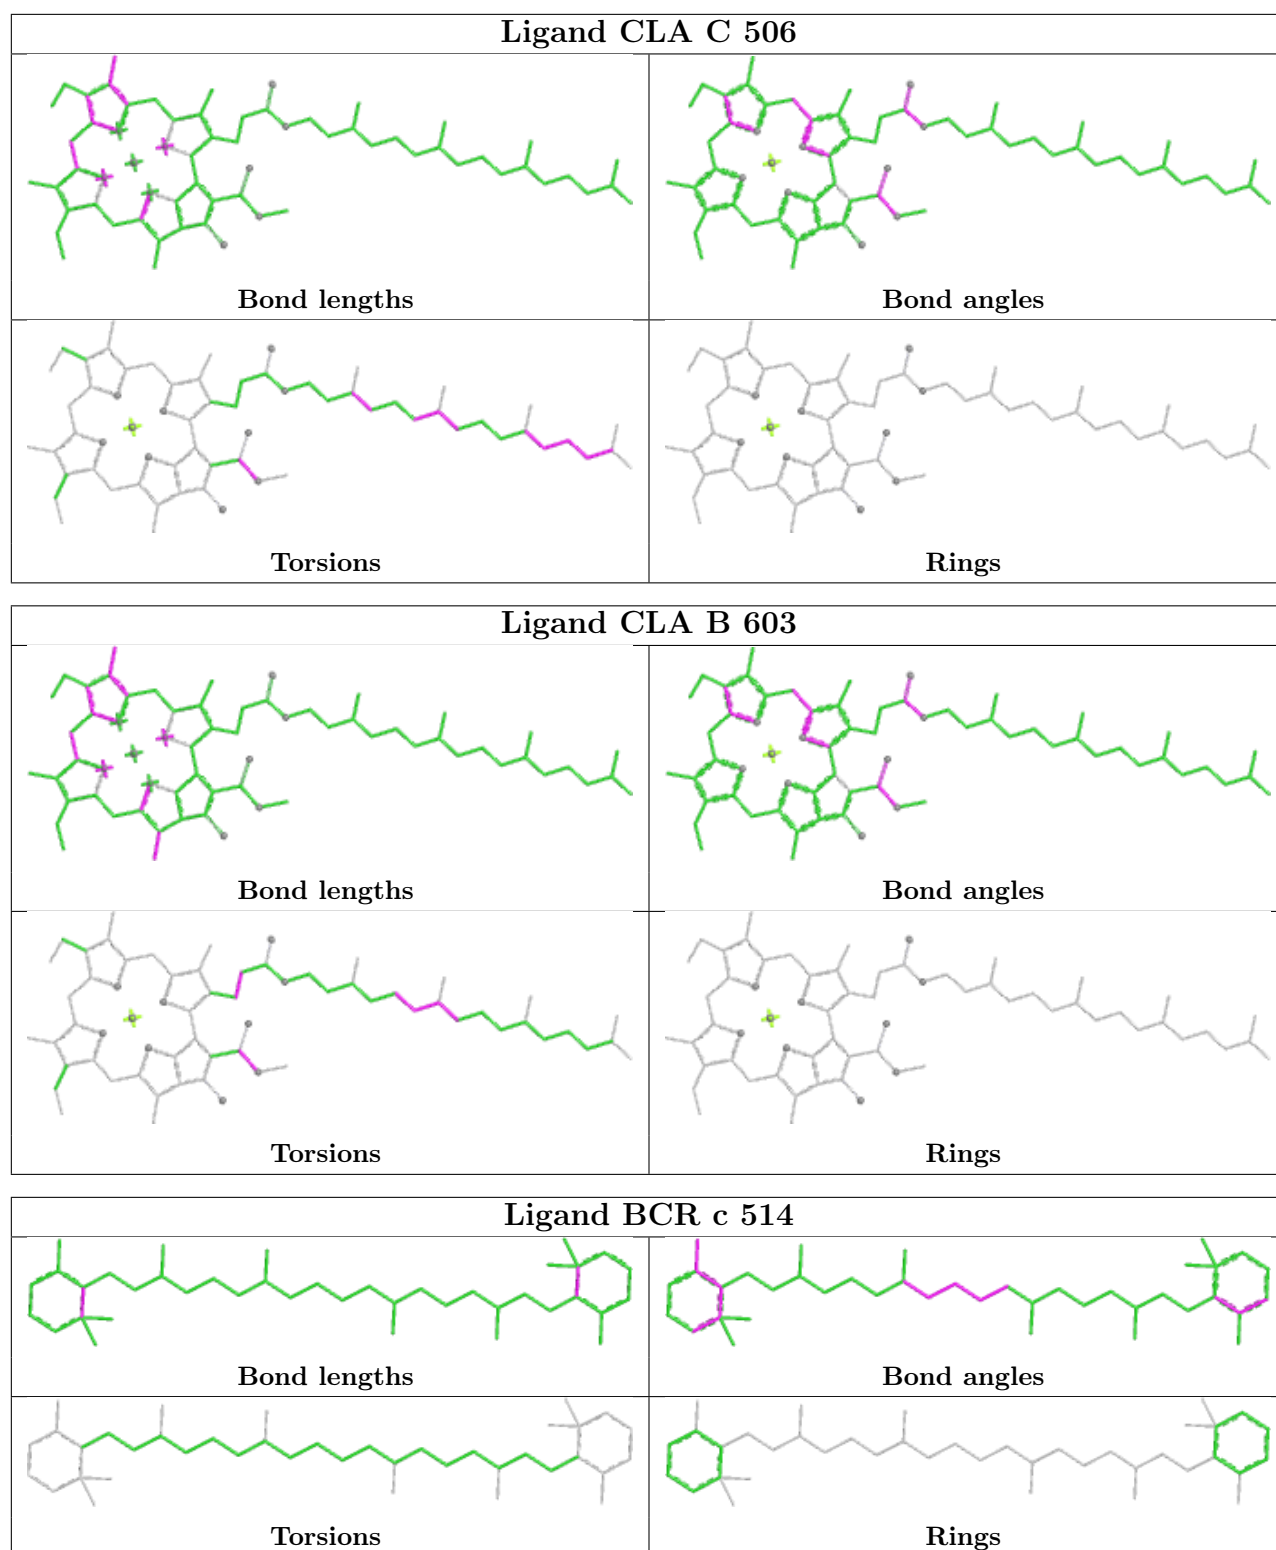 Ligand CLA C 506
Bond lengths
Bond angles
Torsions
Rings
Ligand CLA B 603
Bond lengths
Bond angles
Torsions
Rings
Ligand BCR c 514
Bond lengths
Bond angles
Torsions
Rings